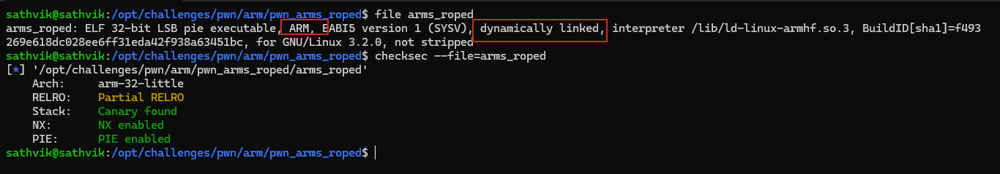 sathvik@sathvik:/opt/challenges/pwn/arm/pwn_arms_roped$ file arms_roped
arms_roped: ELF 32-bit LSB pie executable, ARM, EABI5 version 1 (SYSV), dynamically linked, interpreter /lib/ld-linux-armhf.so.3, BuildID[sha1]=f493
269e618dc028ee6ff31eda42f938a63451bc, for GNU/Linux 3.2.0, not stripped
sathvik@sathvik:/opt/challenges/pwn/arm/pwn_arms_roped$ checksec --file=arms_roped
[*] '/opt/challenges/pwn/arm/pwn_arms_roped/arms_roped'
    Arch:     arm-32-little
    RELRO:    Partial RELRO
    Stack:    Canary found
    NX:       NX enabled
    PIE:      PIE enabled
sathvik@sathvik:/opt/challenges/pwn/arm/pwn_arms_roped$